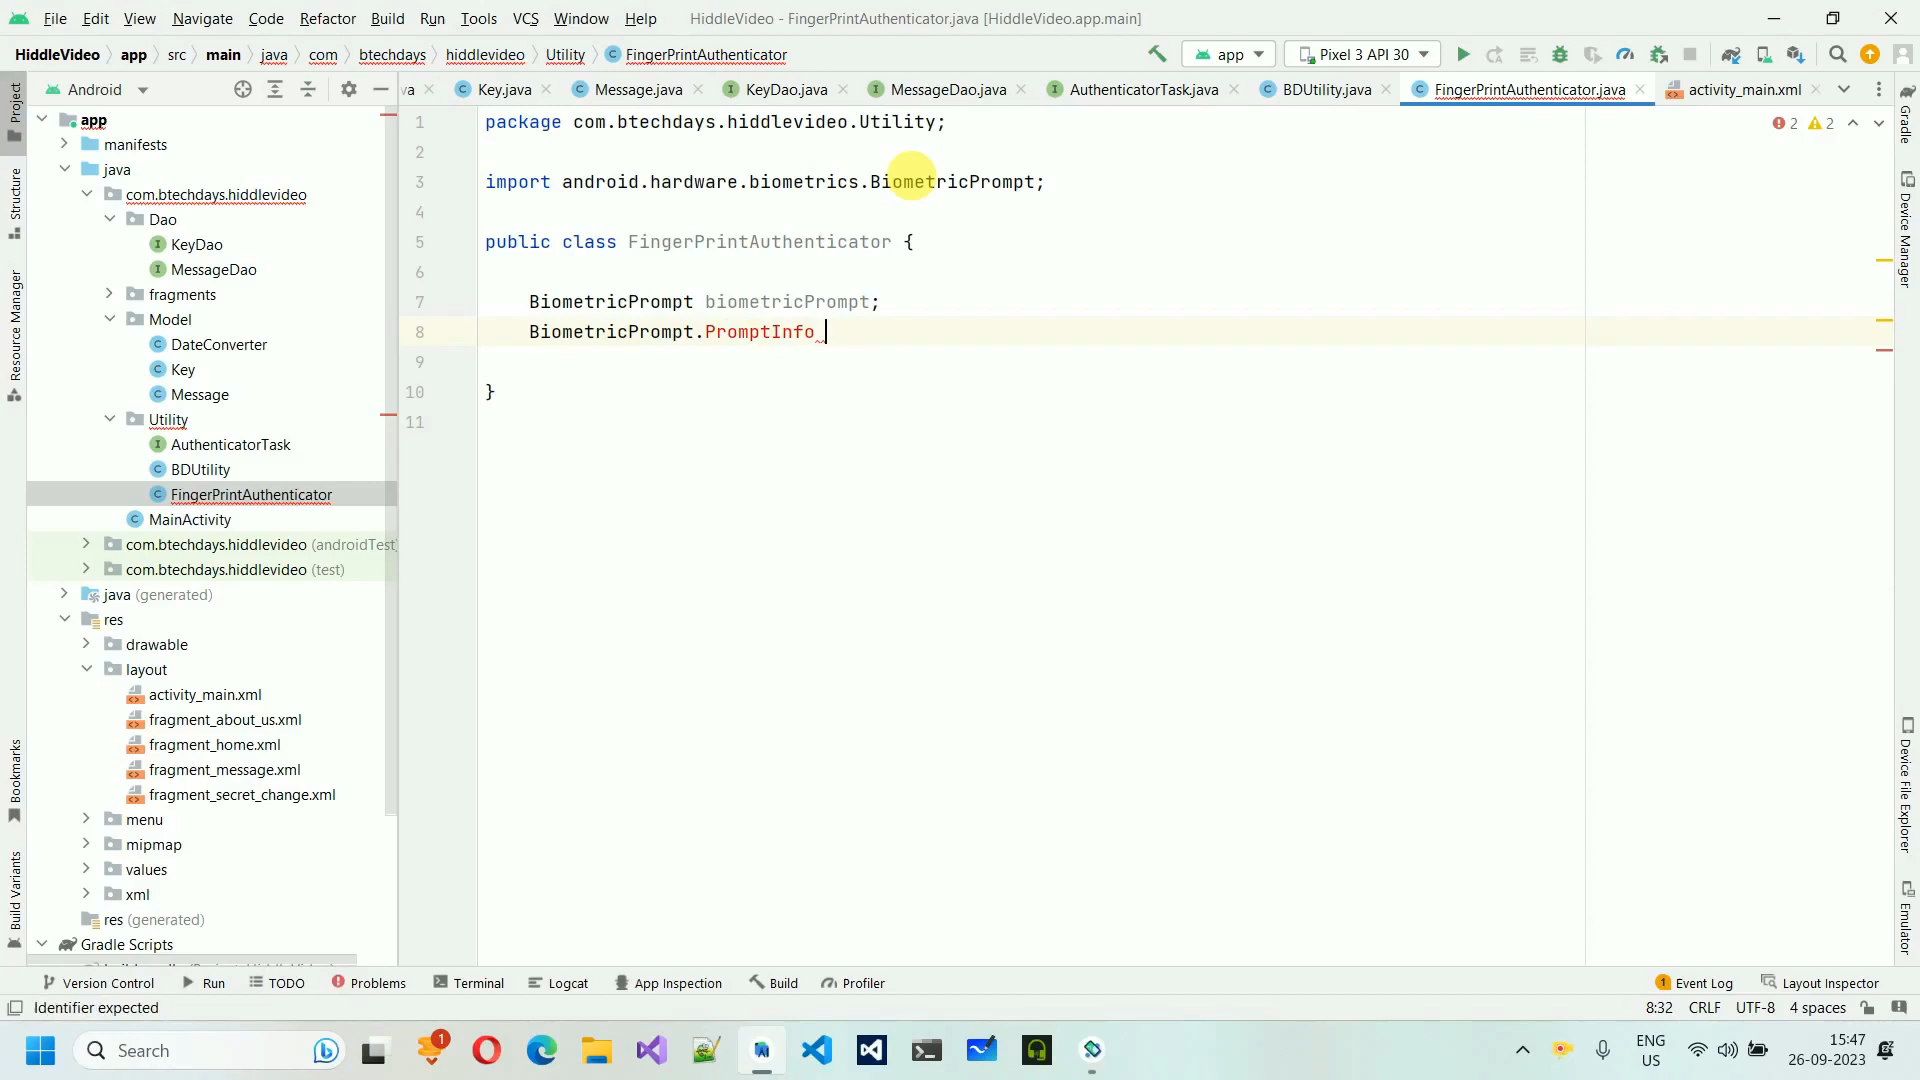 File Edit View Navigate Code Refactor Build Run Tools VCS Window Help HiddleVideo - FingerPrintAuthenticator.java [HiddleVideo.app.main]
HiddleVideo app src main java com btechdays hiddlevideo Utility FingerPrintAuthenticator app Pixel 3 API 30
Android
va Key.java Message.java KeyDao.java MessageDao.java AuthenticatorTask.java BDUtility.java FingerPrintAuthenticator.java activity_main.xml
Project
Structure
Resource Manager
Bookmarks
Build Variants
app
manifests
java
com.btechdays.hiddlevideo
Dao
KeyDao
MessageDao
fragments
Model
DateConverter
Key
Message
Utility
AuthenticatorTask
BDUtility
FingerPrintAuthenticator
MainActivity
com.btechdays.hiddlevideo (androidTest)
com.btechdays.hiddlevideo (test)
java (generated)
res
drawable
layout
activity_main.xml
fragment_about_us.xml
fragment_home.xml
fragment_message.xml
fragment_secret_change.xml
menu
mipmap
values
xml
res (generated)
Gradle Scripts
1 package com.btechdays.hiddlevideo.Utility;
2
3 import android.hardware.biometrics.BiometricPrompt;
4
5 public class FingerPrintAuthenticator {
6
7 BiometricPrompt biometricPrompt;
8 BiometricPrompt.PromptInfo
9
10 }
11
2 2
Gradle
Device Manager
Device File Explorer
Emulator
Version Control Run TODO Problems Terminal Logcat App Inspection Build Profiler 1 Event Log Layout Inspector
Identifier expected 8:32 CRLF UTF-8 4 spaces
Search 1 ENG US 15:47 26-09-2023